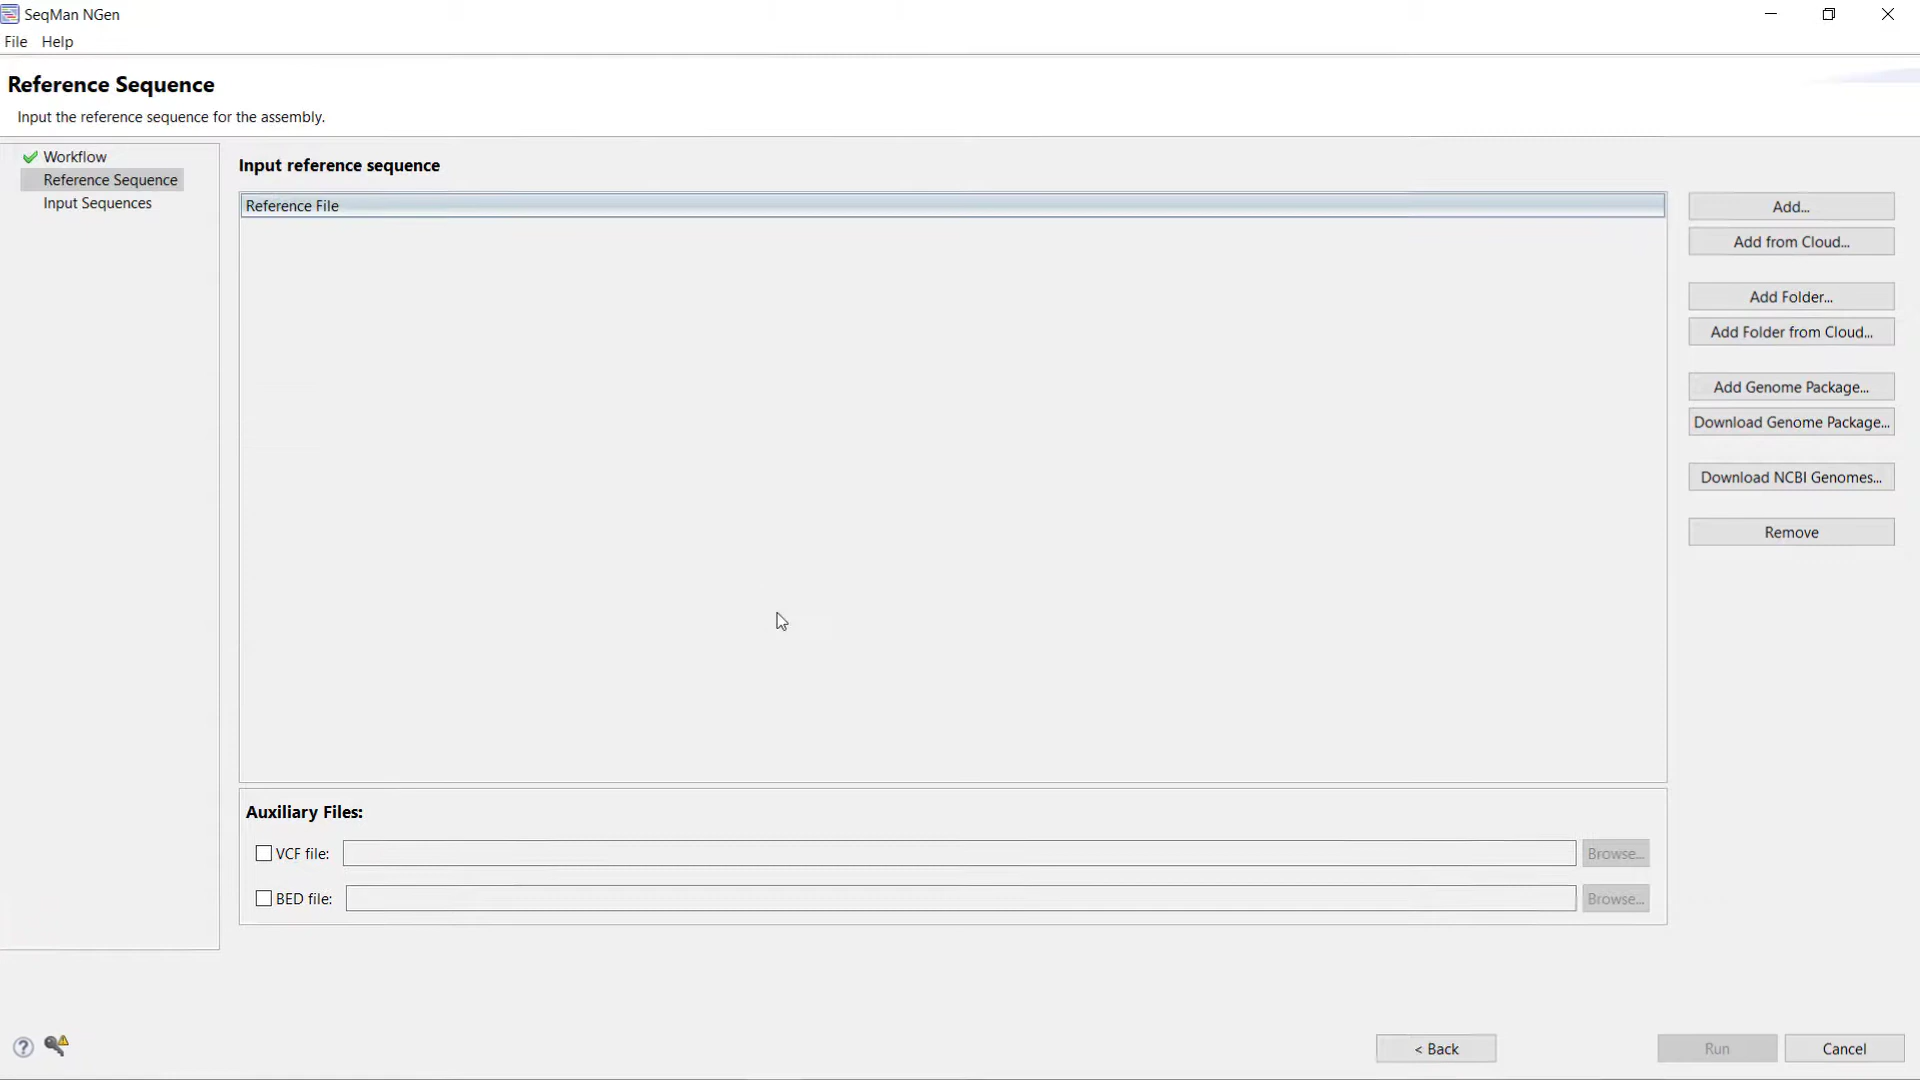 SeqMan NGen
File Help
Reference Sequence
Input the reference sequence for the assembly.
Workflow
Reference Sequence
Input Sequences
Input reference sequence
Reference File
Add...
Add from Cloud...
Add Folder...
Add Folder from Cloud...
Add Genome Package...
Download Genome Package...
Download NCBI Genomes...
Remove
Auxiliary Files:
VCF file:
Browse...
BED file:
Browse...
?
< Back
Run
Cancel